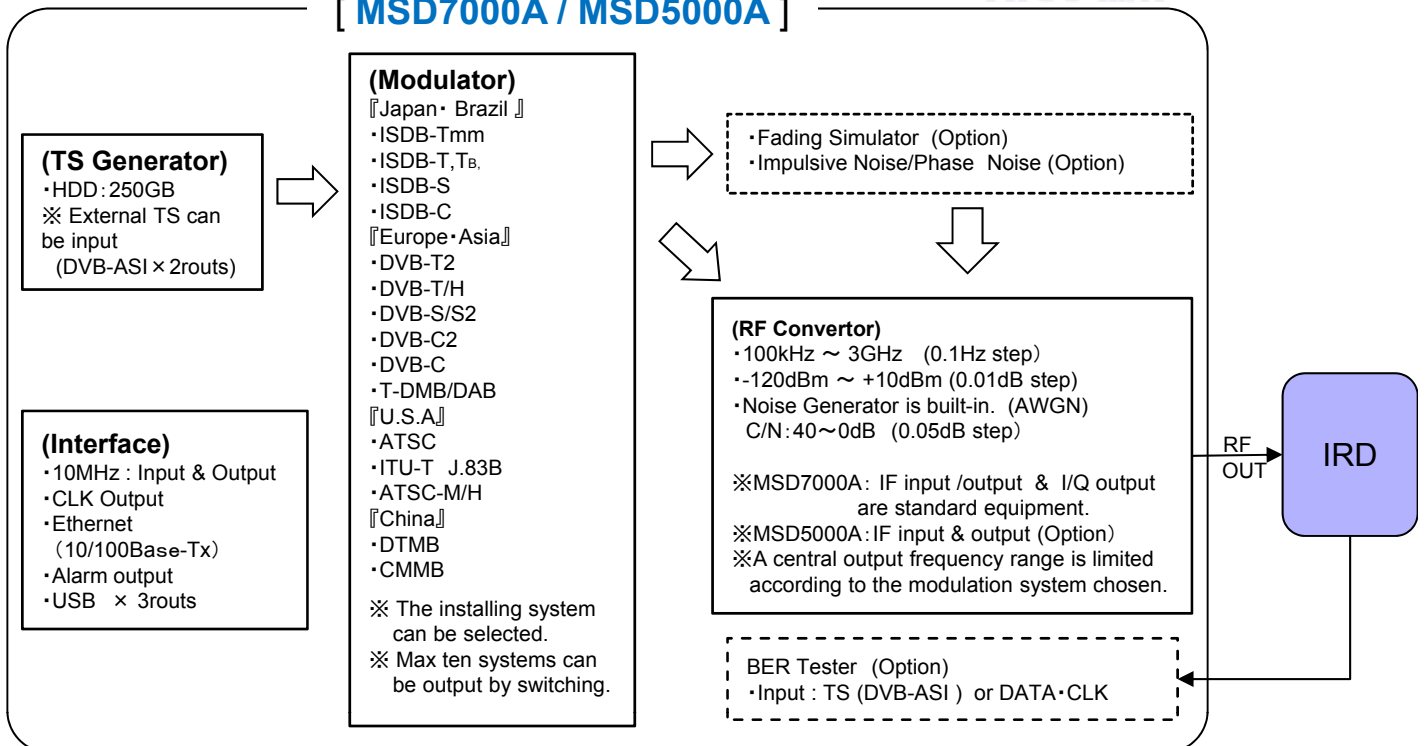 [ MSD7000A / MSD5000A ]
(TS Generator)
･HDD：250GB
※ External TS can
be input
(DVB-ASI×2routs)
(Interface)
･10MHz : Input & Output
･CLK Output
･Ethernet
（10/100Base-Tx）
･Alarm output
･USB × 3routs
(Modulator)
『Japan･ Brazil 』
･ISDB-Tmm
･ISDB-T,TB,
･ISDB-S
･ISDB-C
『Europe･Asia』
･DVB-T2
･DVB-T/H
･DVB-S/S2
･DVB-C2
･DVB-C
･T-DMB/DAB
『U.S.A』
･ATSC
･ITU-T J.83B
･ATSC-M/H
『China』
･DTMB
･CMMB
※ The installing system
can be selected.
※ Max ten systems can
be output by switching.
･Fading Simulator (Option)
･Impulsive Noise/Phase Noise (Option)
(RF Convertor)
･100kHz ～ 3GHz (0.1Hz step）
･-120dBm ～ +10dBm (0.01dB step)
･Noise Generator is built-in. (AWGN)
C/N：40～0dB (0.05dB step）
※MSD7000A： IF input /output & I/Q output
are standard equipment.
※MSD5000A：IF input & output (Option）
※A central output frequency range is limited
according to the modulation system chosen.
BER Tester (Option)
･Input : TS (DVB-ASI ) or DATA･CLK
RF
OUT
IRD